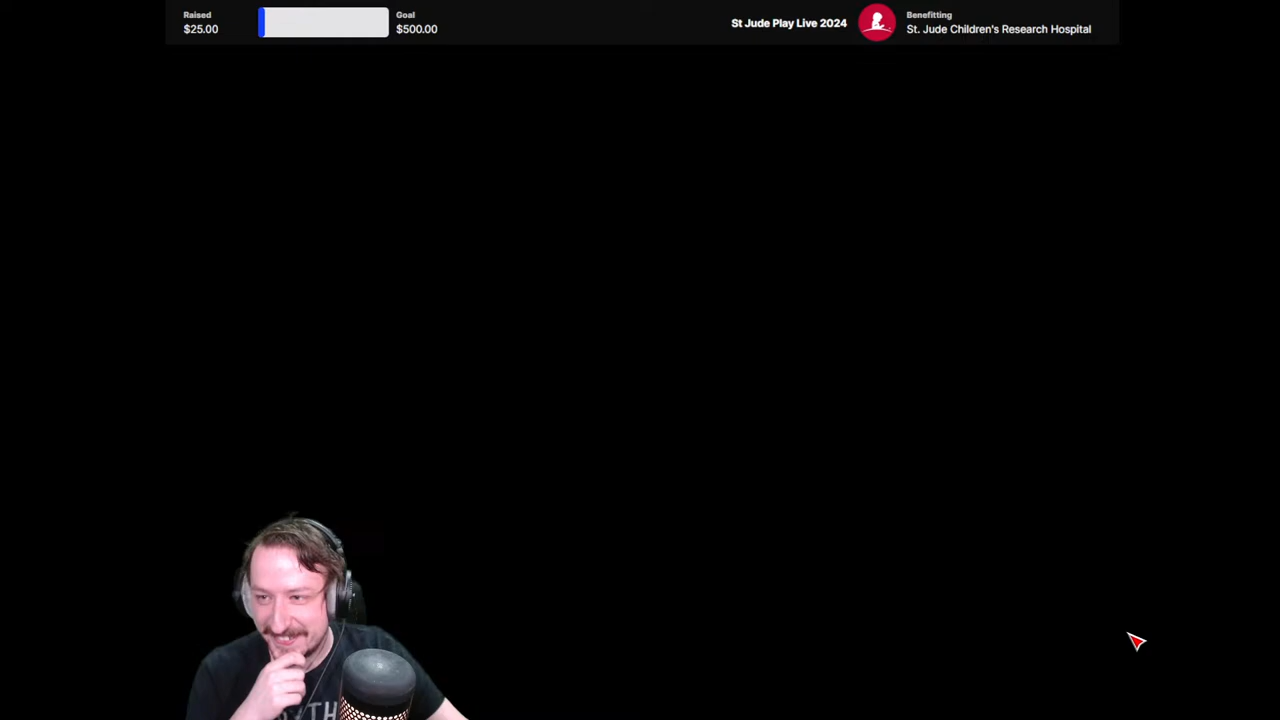 Raised
$25.00
Goal
$500.00
St Jude Play Live 2024
Benefitting
St. Jude Children's Research Hospital